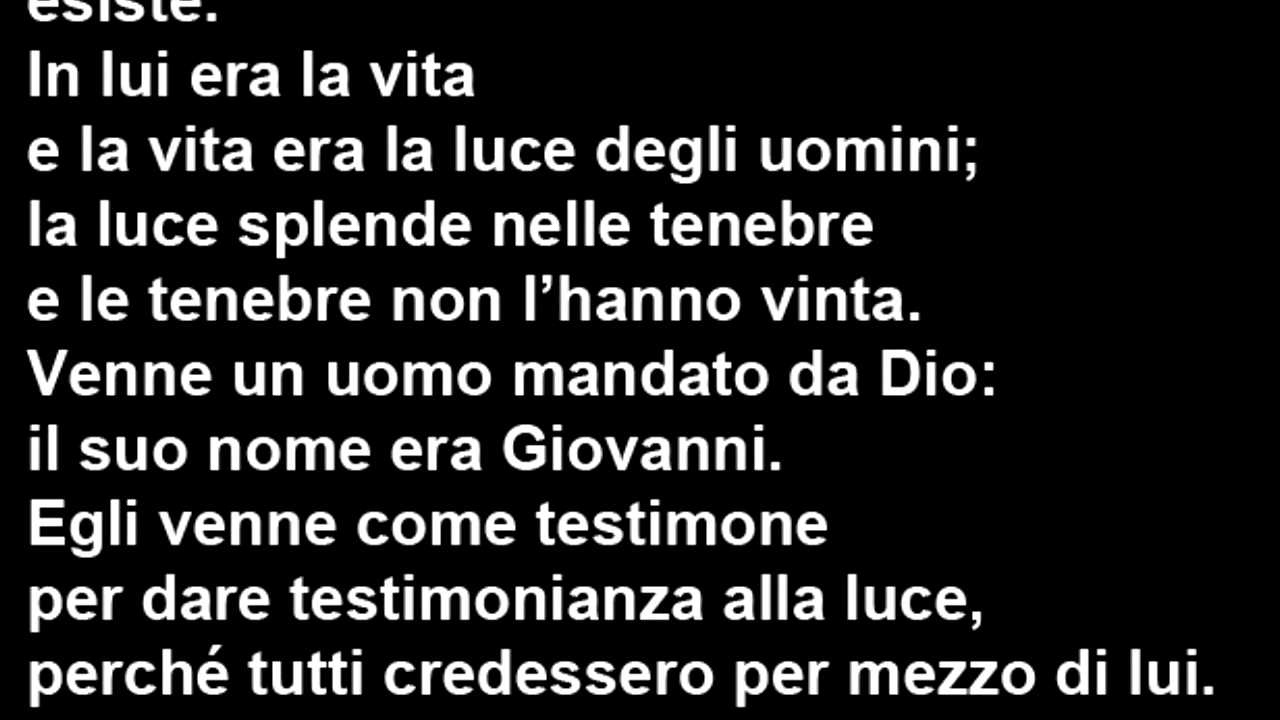 esiste.
In lui era la vita
e la vita era la luce degli uomini;
la luce splende nelle tenebre
e le tenebre non l’hanno vinta.
Venne un uomo mandato da Dio:
il suo nome era Giovanni.
Egli venne come testimone
per dare testimonianza alla luce,
perché tutti credessero per mezzo di lui.